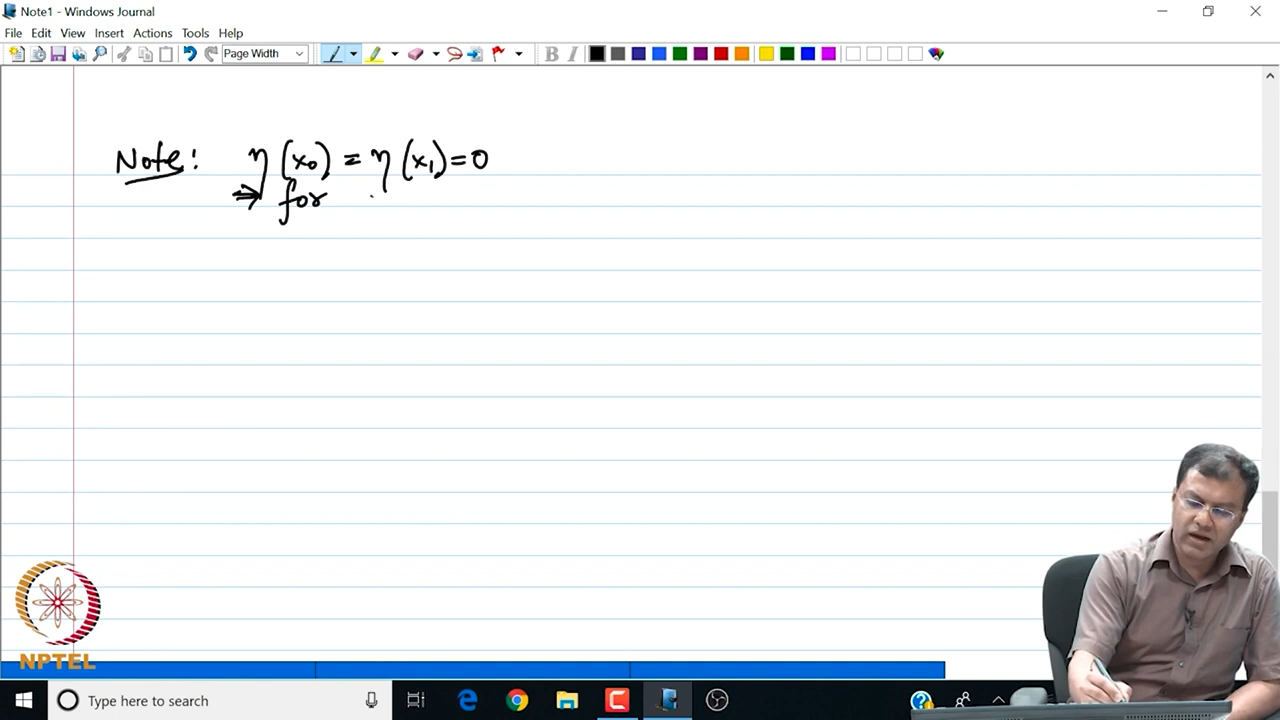 Note1 - Windows Journal
File Edit View Insert Actions Tools Help
Page Width
B I
Note: η(x₀) = η(x₁) = 0
⇒ for
NPTEL
Type here to search